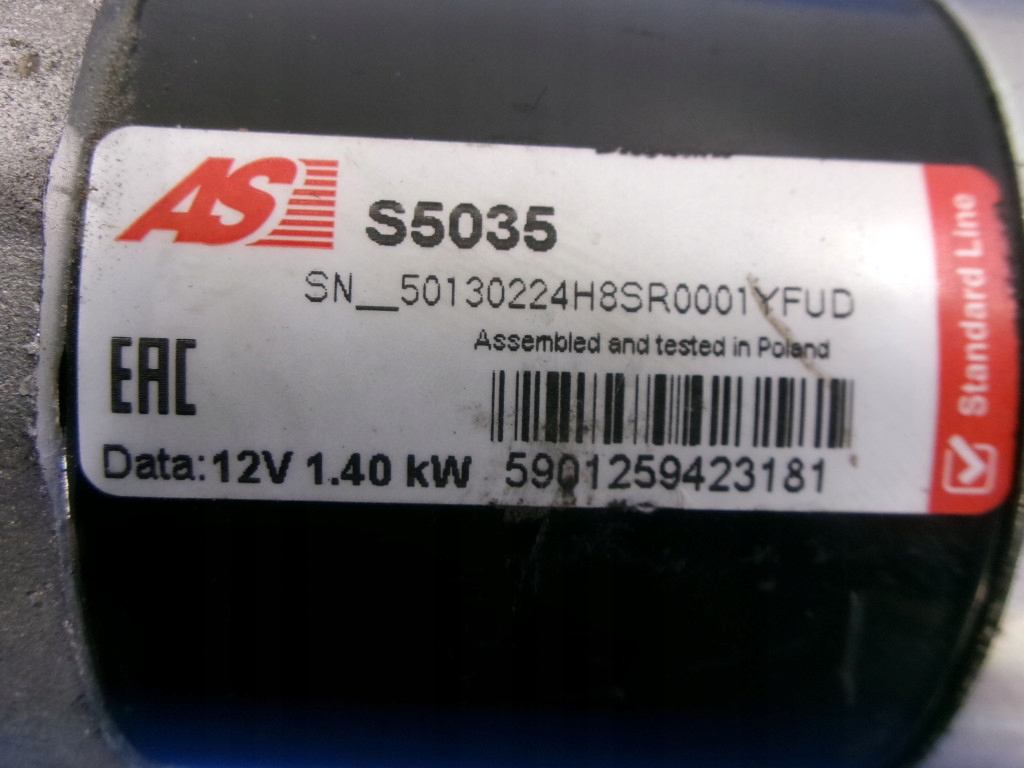 AS
S5035
SN__50130224H8SR0001YFUD
Assembled and tested in Poland
EAC
Data: 12V 1.40 kW
5901259423181
Standard Line